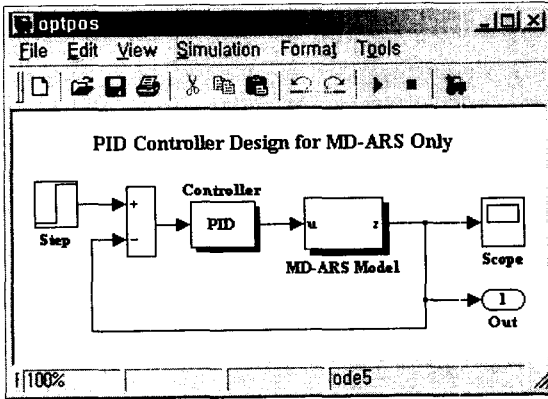 optpos
File Edit View Simulation Format Tools
PID Controller Design for MD-ARS Only
Controller
+
−
PID
u z
Step
MD-ARS Model
Scope
1
Out
100% ode5